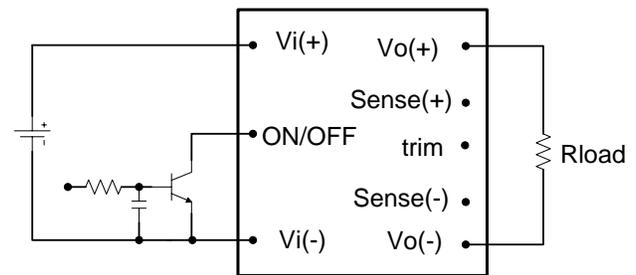 Vi(+)
Vo(+)
Sense(+)
ON/OFF
trim
Rload
Sense(-)
Vi(-)
Vo(-)
+
-